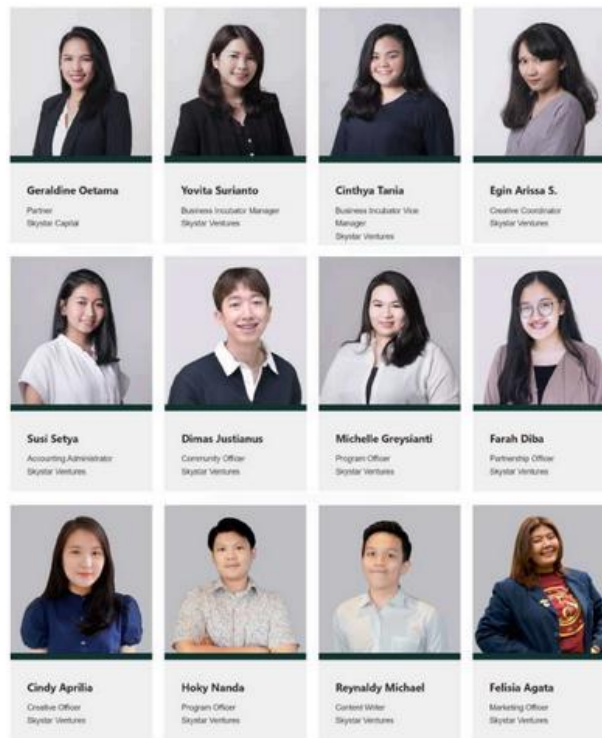 Geraldine Oetama
Partner
Skystar Capital
Yovita Surianto
Business Incubator Manager
Skystar Ventures
Cinthya Tania
Business Incubator Vice
Manager
Skystar Ventures
Egin Arissa S.
Creative Coordinator
Skystar Ventures
Susi Setya
Accounting Administrator
Skystar Ventures
Dimas Justianus
Community Officer
Skystar Ventures
Michelle Greysianti
Program Officer
Skystar Ventures
Farah Diba
Partnership Officer
Skystar Ventures
Cindy Aprilia
Creative Officer
Skystar Ventures
Hoky Nanda
Program Officer
Skystar Ventures
Reynaldy Michael
Content Writer
Skystar Ventures
Felisia Agata
Marketing Officer
Skystar Ventures